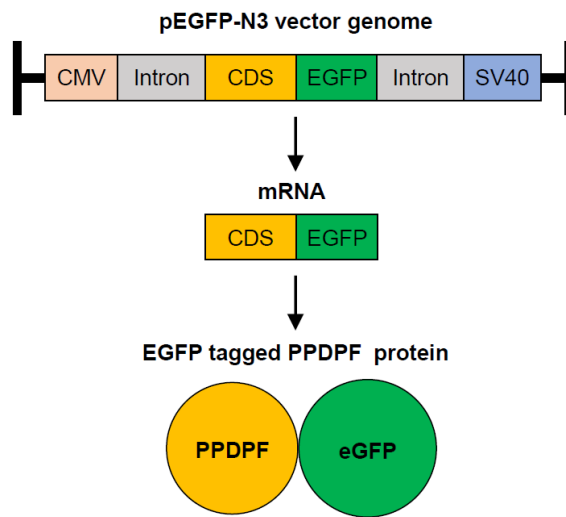 pEGFP-N3 vector genome
CMV Intron CDS EGFP Intron SV40
mRNA
CDS EGFP
EGFP tagged PPDPF protein
PPDPF eGFP